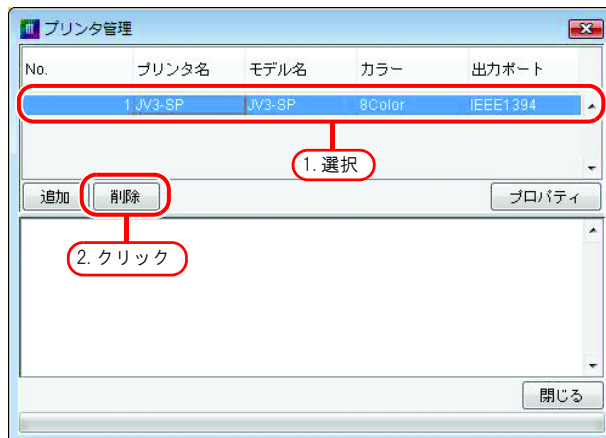 プリンタ管理
No. プリンタ名 モデル名 カラー 出力ポート
1 JV3-SP JV3-SP 8Color IEEE1394
1. 選択
追加 削除 プロパティ
2. クリック
閉じる